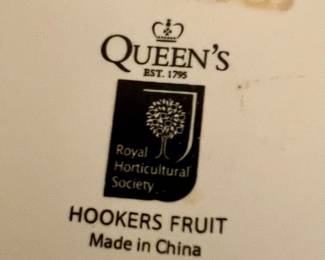 QUEEN'S
EST. 1795
Royal
Horticultural
Society
HOOKERS FRUIT
Made in China